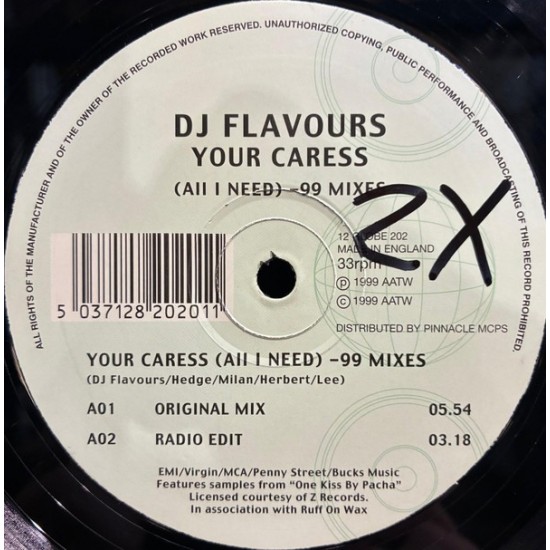 ALL RIGHTS OF THE MANUFACTURER AND OF THE OWNER OF THE RECORDED WORK RESERVED. UNAUTHORIZED COPYING, PUBLIC PERFORMANCE AND BROADCASTING OF THIS RECORD PROHIBITED.
DJ FLAVOURS
YOUR CARESS
(All I NEED) -99 MIXES
2X
12 GLOBE 202
MADE IN ENGLAND
33rpm
℗ 1999 AATW
© 1999 AATW
5 037128 202011
DISTRIBUTED BY PINNACLE MCPS
YOUR CARESS (All I NEED) -99 MIXES
(DJ Flavours/Hedge/Milan/Herbert/Lee)
A01 ORIGINAL MIX 05.54
A02 RADIO EDIT 03.18
EMI/Virgin/MCA/Penny Street/Bucks Music
Features samples from "One Kiss By Pacha"
Licensed courtesy of Z Records.
In association with Ruff On Wax